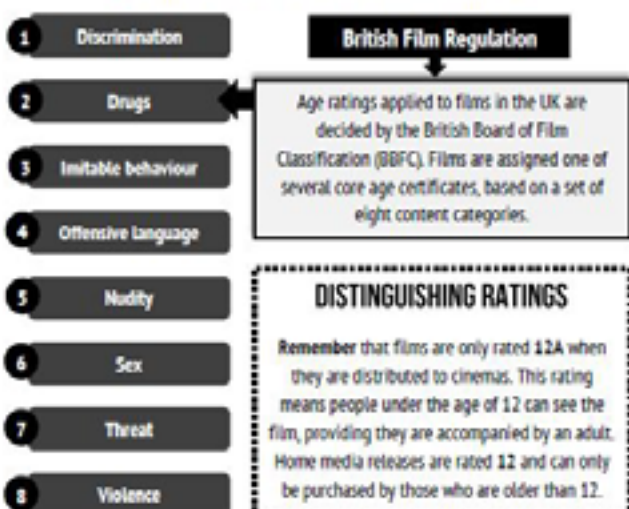 1 Discrimination
2 Drugs
3 Imitable behaviour
4 Offensive language
5 Nudity
6 Sex
7 Threat
8 Violence
British Film Regulation
Age ratings applied to films in the UK are
decided by the British Board of Film
Classification (BBFC). Films are assigned one of
several core age certificates, based on a set of
eight content categories.
DISTINGUISHING RATINGS
Remember that films are only rated 12A when
they are distributed to cinemas. This rating
means people under the age of 12 can see the
film, providing they are accompanied by an adult.
Home media releases are rated 12 and can only
be purchased by those who are older than 12.